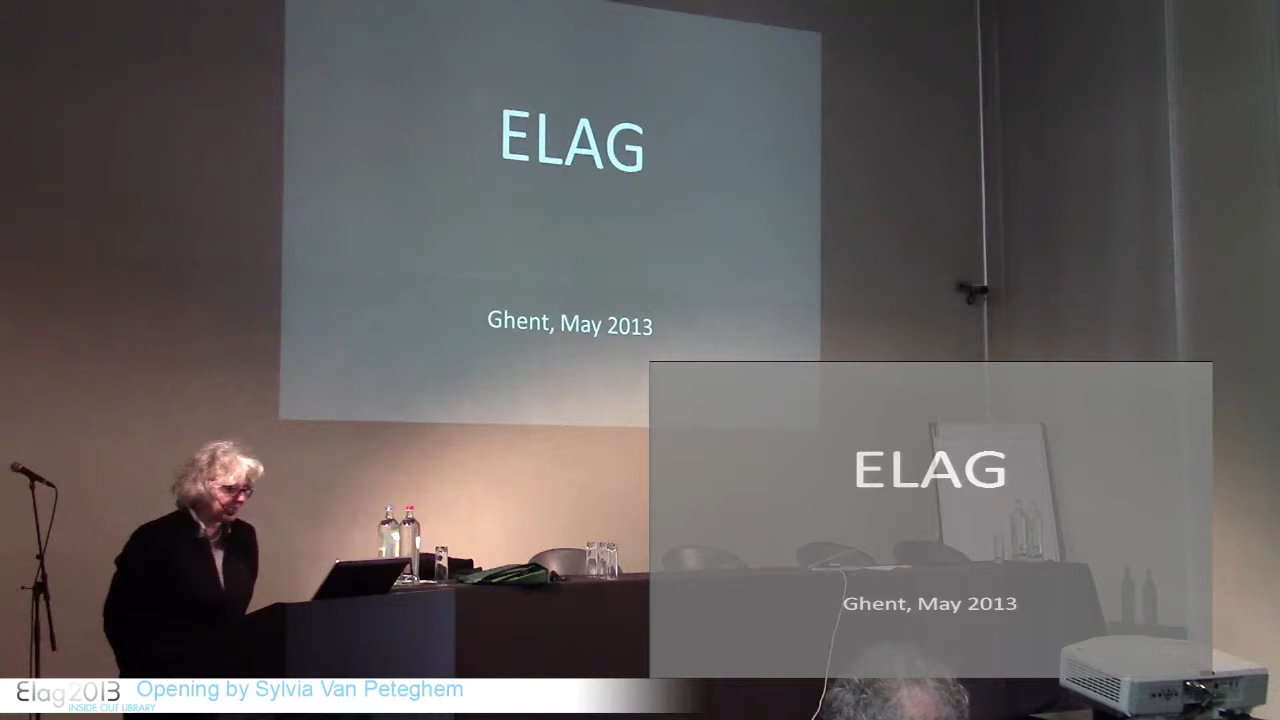 ELAG
Ghent, May 2013
ELAG
Ghent, May 2013
Elag2013 Opening by Sylvia Van Peteghem
INSIDE OUT LIBRARY